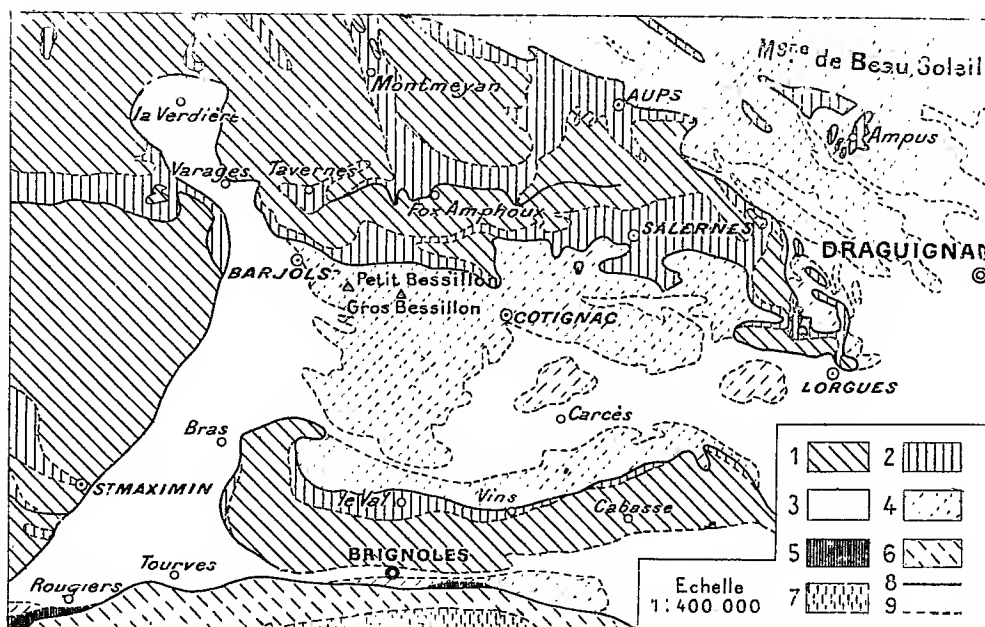 Mgne de Beau Soleil
Montmeyan
AUPS
la Verdière
Ampus
Varages
Tavernes
Fox Amphoux
SALERNES
DRAGUIGNAN
BARJOLS
Petit Bessillon
Gros Bessillon
COTIGNAC
LORGUES
Carcès
Bras
ST MAXIMIN
le Val
Vins
Cabasse
BRIGNOLES
Tourves
Rougiers
1 2
3 4
5 6
7 8
9
Echelle
1:400 000